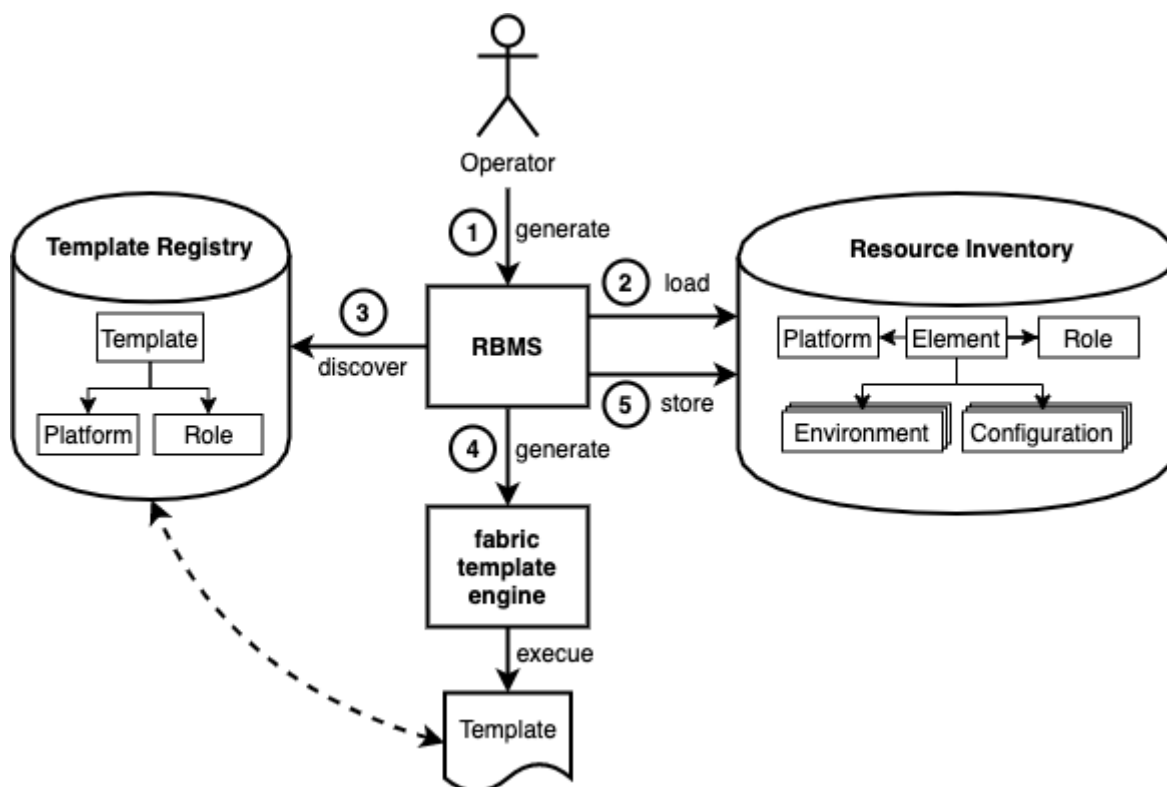 Operator
1
generate
Template Registry
Resource Inventory
2
load
3
discover
RBMS
Template
Platform
Role
Platform
Element
Role
5
store
Environment
Configuration
4
generate
fabric
template
engine
execue
Template